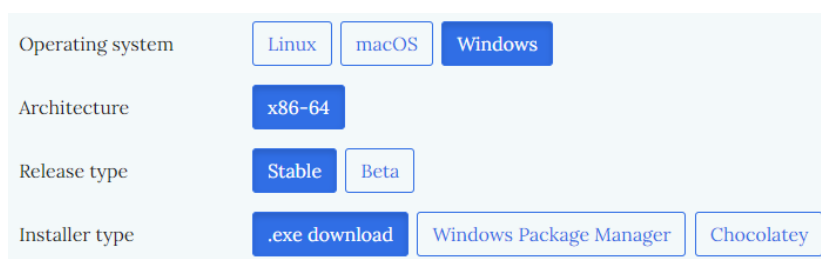 Operating system Linux macOS Windows
Architecture x86-64
Release type Stable Beta
Installer type .exe download Windows Package Manager Chocolatey